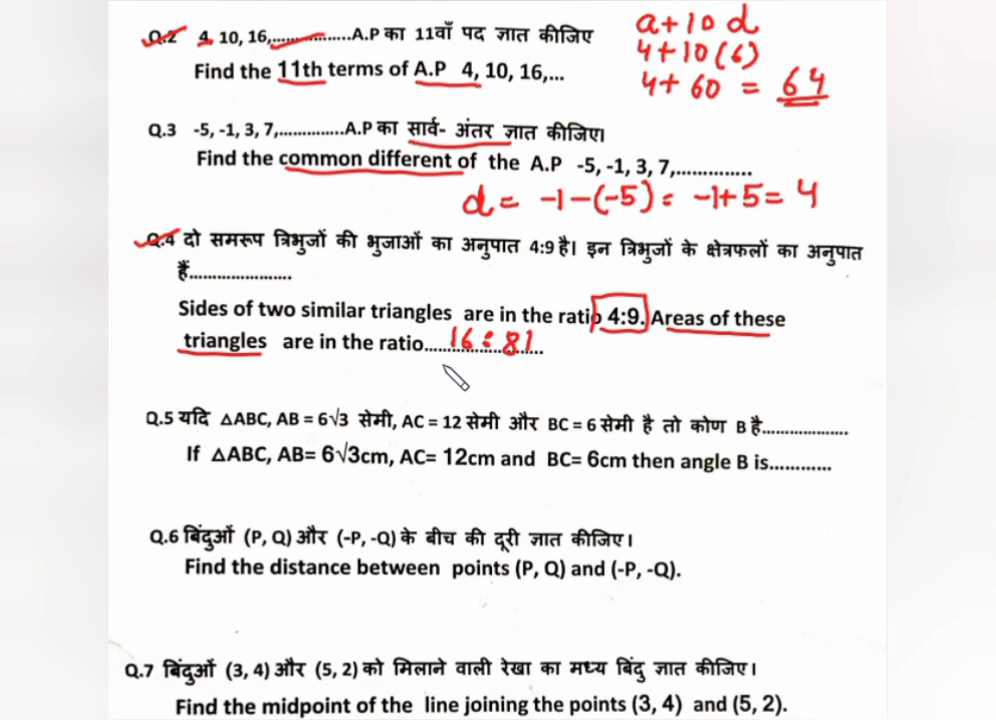 Q.2 4, 10, 16,..................A.P का 11वाँ पद ज्ञात कीजिए
a+10 d
4+10(6)
Find the 11th terms of A.P 4, 10, 16,...
4+ 60 = 64
Q.3 -5, -1, 3, 7,..............A.P का सार्व- अंतर ज्ञात कीजिए।
Find the common different of the A.P -5, -1, 3, 7,...............
d = -1-(-5) = -1+5= 4
Q.4 दो समरूप त्रिभुजों की भुजाओं का अनुपात 4:9 है। इन त्रिभुजों के क्षेत्रफलों का अनुपात
हैं......................
Sides of two similar triangles are in the ratio 4:9. Areas of these
triangles are in the ratio....16:81....
Q.5 यदि △ABC, AB = 6√3 सेमी, AC = 12 सेमी और BC = 6 सेमी है तो कोण B है...................
If △ABC, AB= 6√3cm, AC= 12cm and BC= 6cm then angle B is.............
Q.6 बिंदुओं (P, Q) और (-P, -Q) के बीच की दूरी ज्ञात कीजिए।
Find the distance between points (P, Q) and (-P, -Q).
Q.7 बिंदुओं (3, 4) और (5, 2) को मिलाने वाली रेखा का मध्य बिंदु ज्ञात कीजिए।
Find the midpoint of the line joining the points (3, 4) and (5, 2).